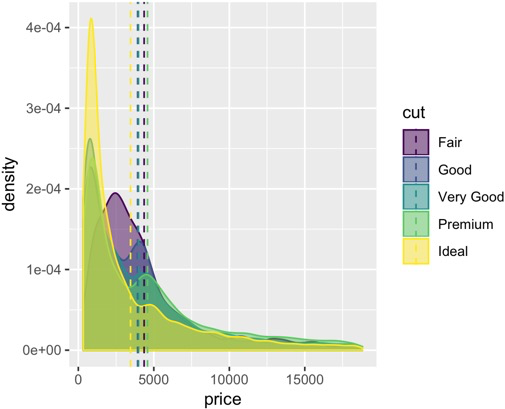 4e-04
3e-04
2e-04
1e-04
0e+00
density
0
5000
10000
15000
price
cut
Fair
Good
Very Good
Premium
Ideal